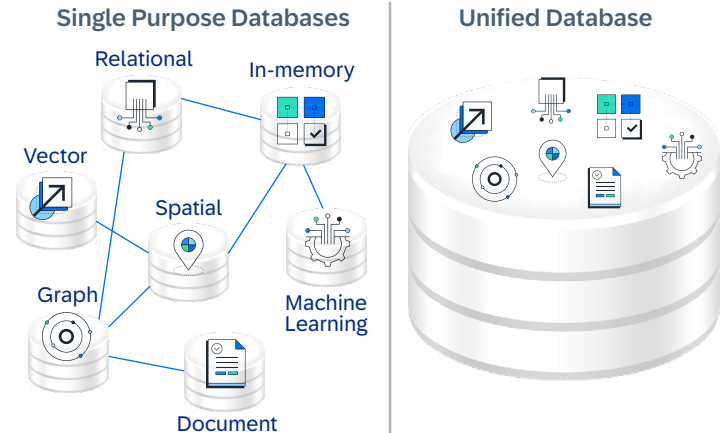 Single Purpose Databases
Unified Database
Relational
In-memory
Vector
Spatial
Graph
Machine
Learning
Document